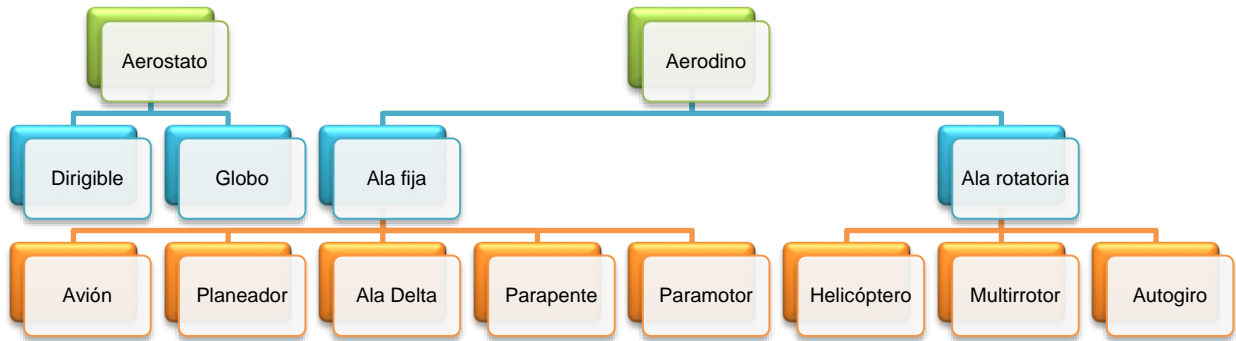 Aerostato
Aerodino
Dirigible
Globo
Ala fija
Ala rotatoria
Avión
Planeador
Ala Delta
Parapente
Paramotor
Helicóptero
Multirrotor
Autogiro